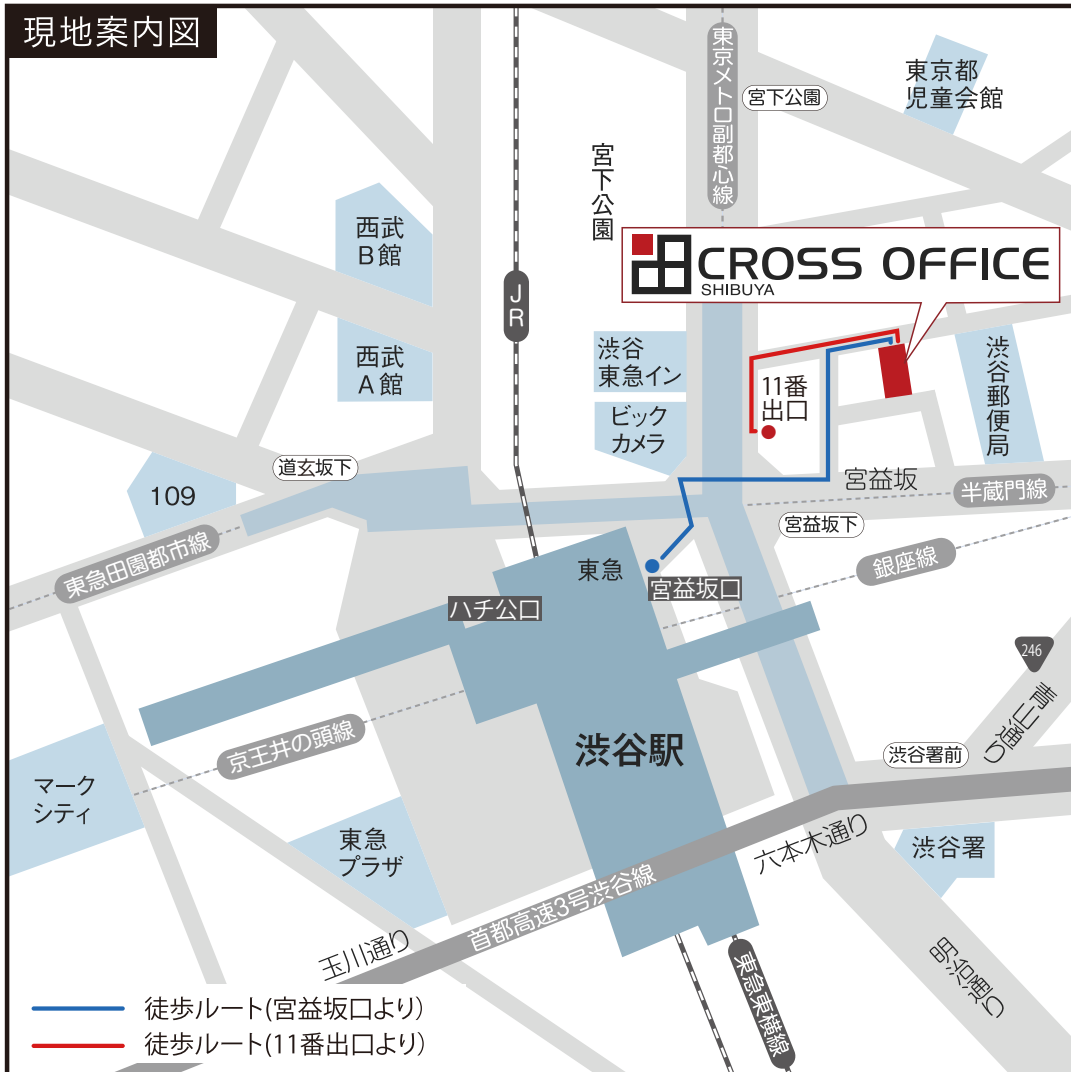 現地案内図
東京メトロ副都心線
宮下公園
東京都
児童会館
宮下公園
西武
B館
CROSS OFFICE
SHIBUYA
JR
西武
A館
渋谷
東急イン
11番
出口
渋谷郵便局
ビック
カメラ
道玄坂下
109
宮益坂
半蔵門線
宮益坂下
東急田園都市線
東急
銀座線
宮益坂口
ハチ公口
246
青山通り
京王井の頭線
渋谷駅
渋谷署前
マーク
シティ
東急
プラザ
六本木通り
渋谷署
首都高速3号渋谷線
玉川通り
明治通り
東急東横線
徒歩ルート(宮益坂口より)
徒歩ルート(11番出口より)